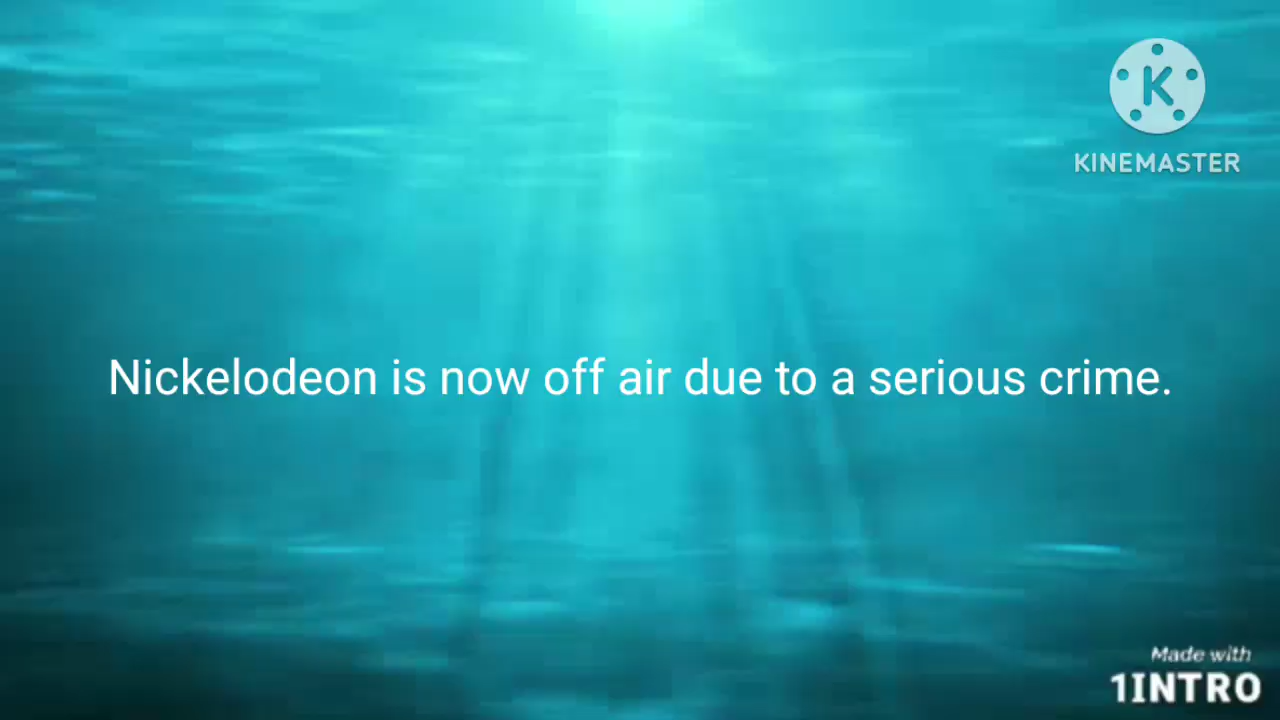 K
KINEMASTER
Nickelodeon is now off air due to a serious crime.
Made with
1INTRO